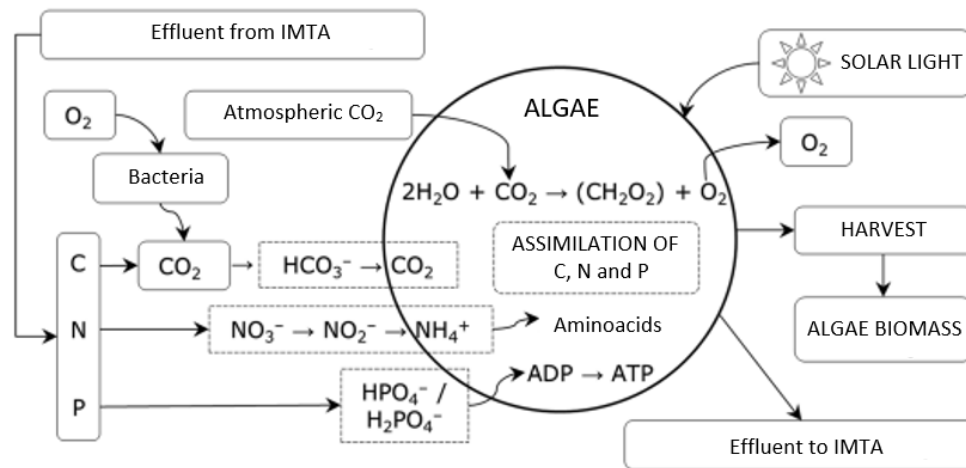 Effluent from IMTA
SOLAR LIGHT
O₂
Atmospheric CO₂
ALGAE
O₂
Bacteria
2H₂O + CO₂ → (CH₂O₂) + O₂
C
CO₂ → HCO₃⁻ → CO₂
ASSIMILATION OF
C, N and P
HARVEST
N
NO₃⁻ → NO₂⁻ → NH₄⁺
Aminoacids
ALGAE BIOMASS
P
HPO₄⁻ /
H₂PO₄⁻
ADP → ATP
Effluent to IMTA